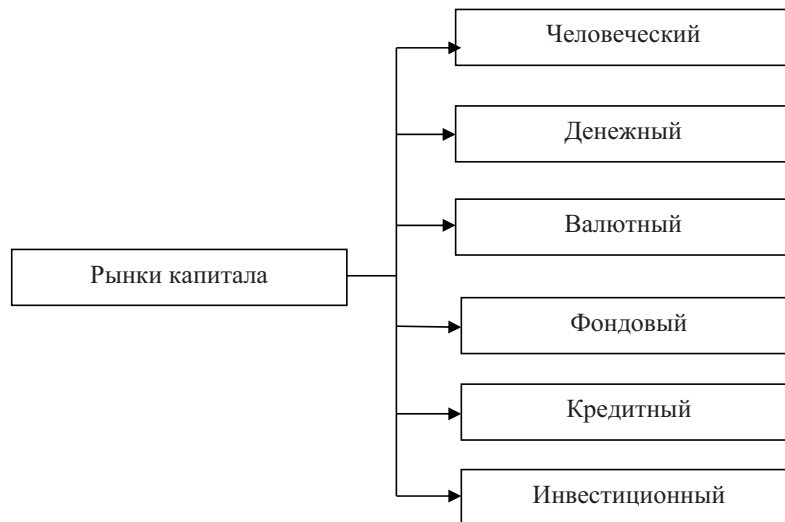 Человеческий
Денежный
Валютный
Рынки капитала
Фондовый
Кредитный
Инвестиционный